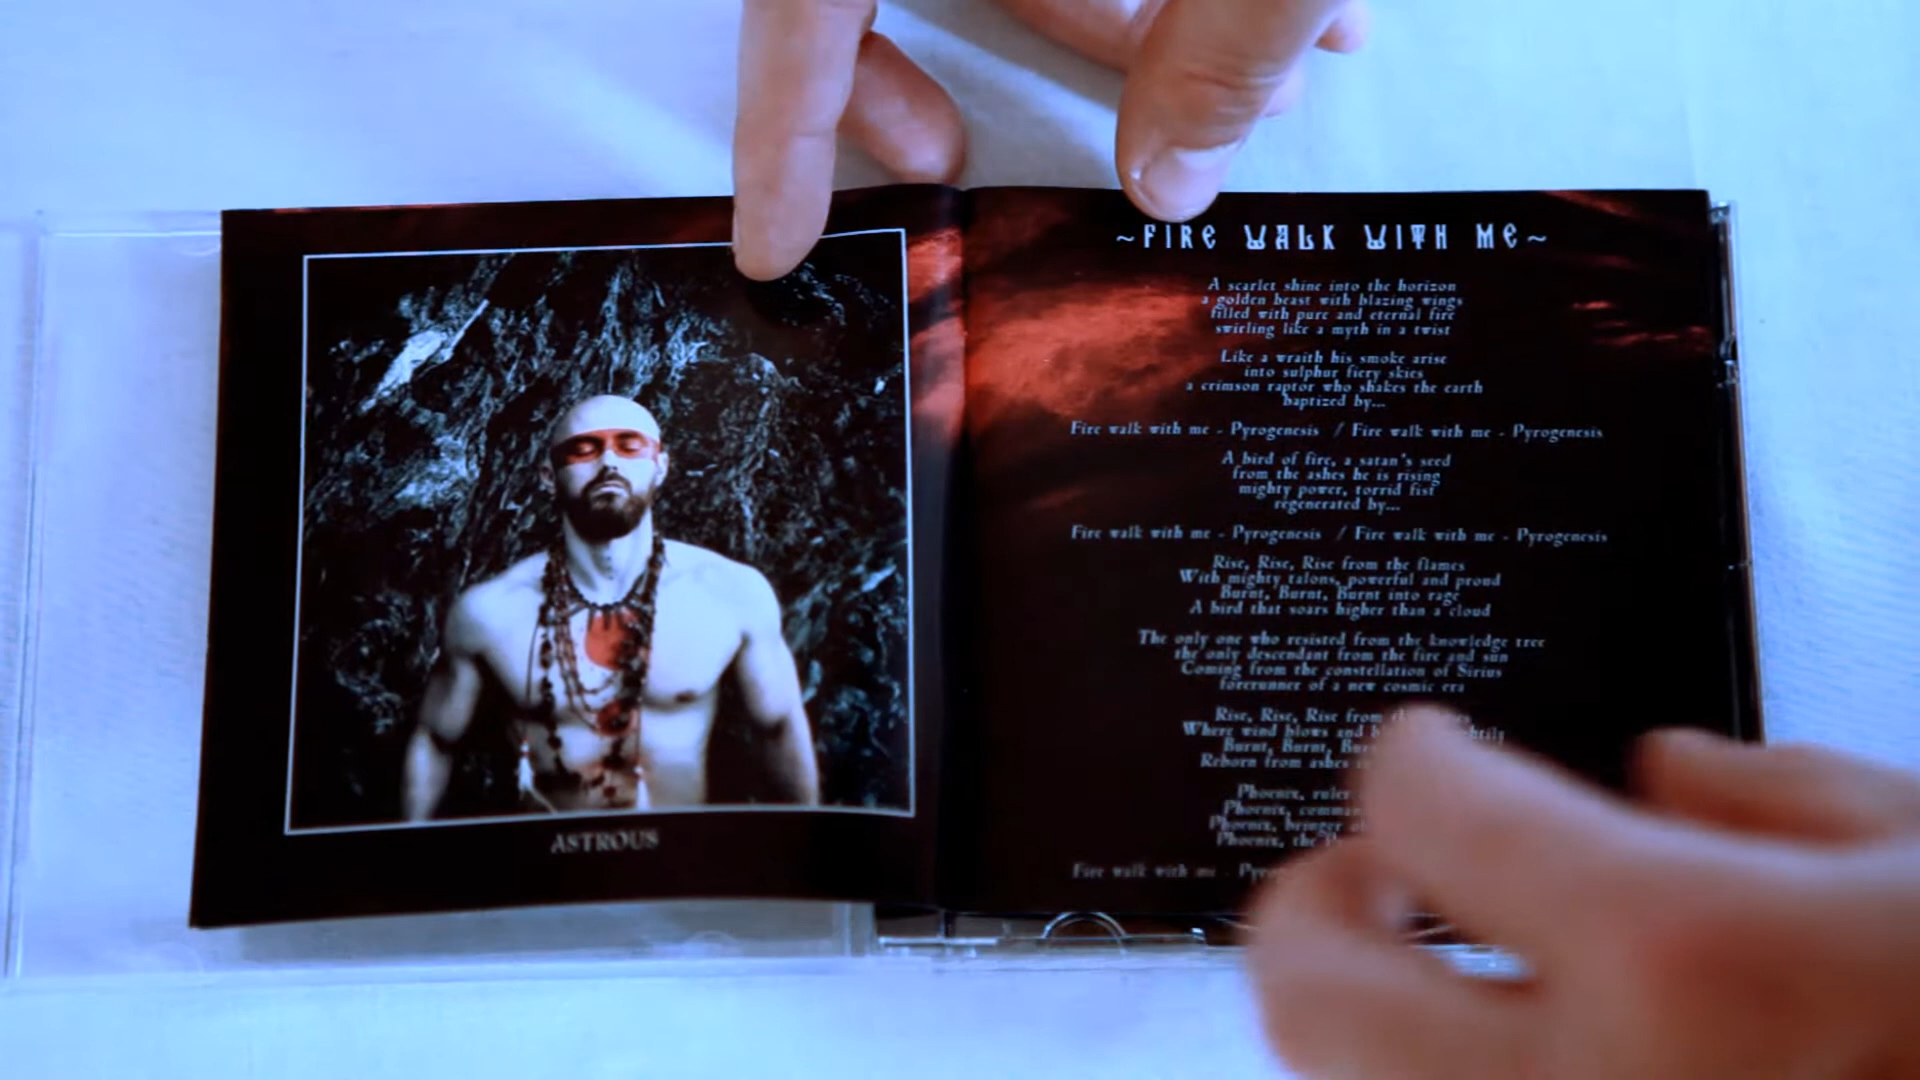 ASTROUS
~FIRE WALK WITH ME~
A scarlet shine into the horizon
a golden beast with blazing wings
filled with pure and eternal fire
swirling like a myth in a twist
Like a wraith his smoke arise
into sulphur fiery skies
a crimson raptor who shakes the earth
baptized by...
Fire walk with me - Pyrogenesis / Fire walk with me - Pyrogenesis
A bird of fire, a satan's seed
from the ashes he is rising
mighty power, torrid fist
regenerated by...
Fire walk with me - Pyrogenesis / Fire walk with me - Pyrogenesis
Rise, Rise, Rise from the flames
With mighty talons, powerful and proud
Burnt, Burnt, Burnt into rage
A bird that soars higher than a cloud
The only one who resisted from the knowledge tree
the only descendant from the fire and sun
Coming from the constellation of Sirius
forerunner of a new cosmic era
Rise, Rise, Rise from
Where wind blows and
Burnt, Burnt,
Reborn from ashes
Phoenix, ruler
Phoenix,
Phoenix, bringer
Phoenix, the
Fire walk with me -